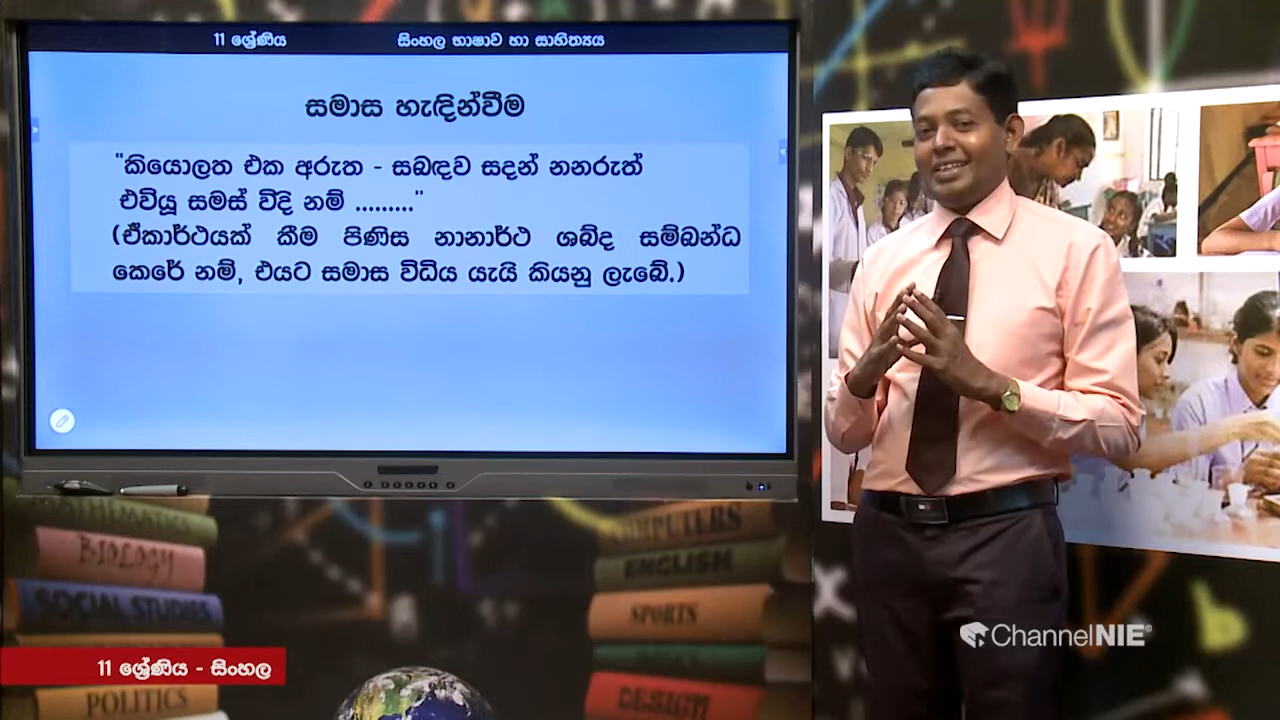 11 ශ්‍රේණිය
සිංහල භාෂාව හා සාහිත්‍යය
සමාස හැඳින්වීම
"කියොලත එක අරුත - සබඳව සදන් නනරුත්
එවියූ සමස් විදි නම් ........."
(ඒකාර්ථයක් කීම පිණිස නානාර්ථ ශබ්ද සම්බන්ධ
කෙරේ නම්, එයට සමාස විධිය යැයි කියනු ලැබේ.)
MATHEMATICS
BIOLOGY
SOCIAL STUDIES
POLITICS
COMPUTERS
ENGLISH
SPORTS
DESIGN
ChannelNIE®
11 ශ්‍රේණිය - සිංහල